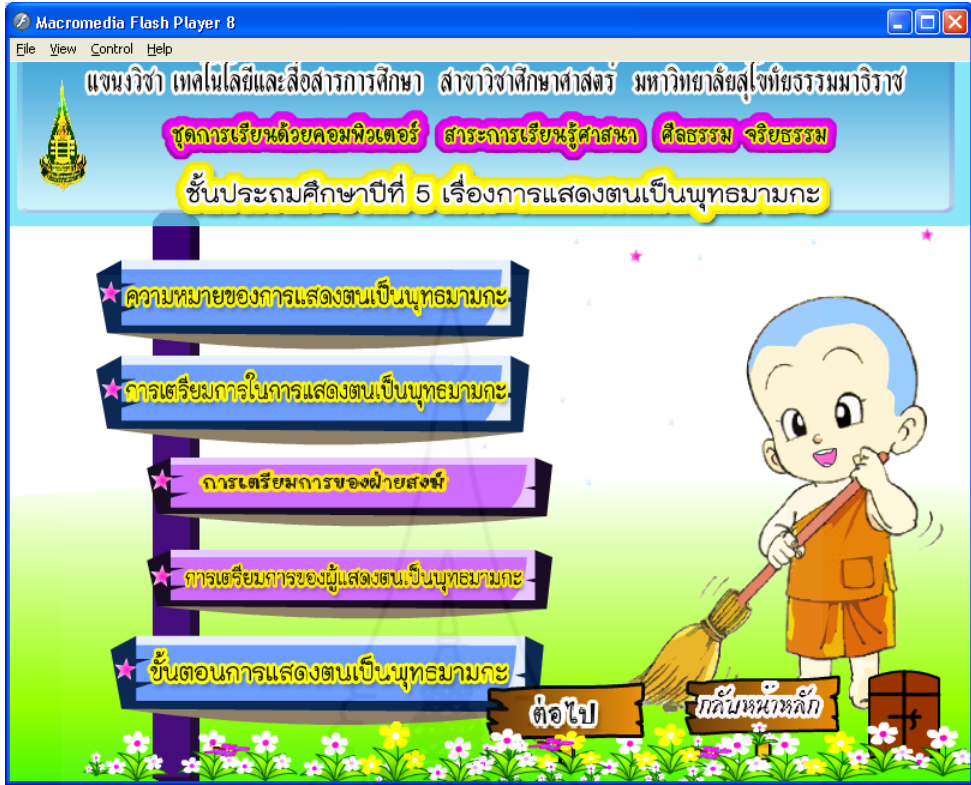 Macromedia Flash Player 8
File View Control Help
แขนงวิชา เทคโนโลยีและสื่อสารการศึกษา สาขาวิชาศึกษาศาสตร์ มหาวิทยาลัยสุโขทัยธรรมมาธิราช
ชุดการเรียนด้วยคอมพิวเตอร์ สาระการเรียนรู้ศาสนา ศีลธรรม จริยธรรม
ชั้นประถมศึกษาปีที่ 5 เรื่องการแสดงตนเป็นพุทธมามกะ
ความหมายของการแสดงตนเป็นพุทธมามกะ
การเตรียมการในการแสดงตนเป็นพุทธมามกะ
การเตรียมการของฝ่ายสงฆ์
การเตรียมการของผู้แสดงตนเป็นพุทธมามกะ
ขั้นตอนการแสดงตนเป็นพุทธมามกะ
ต่อไป
กลับหน้าหลัก